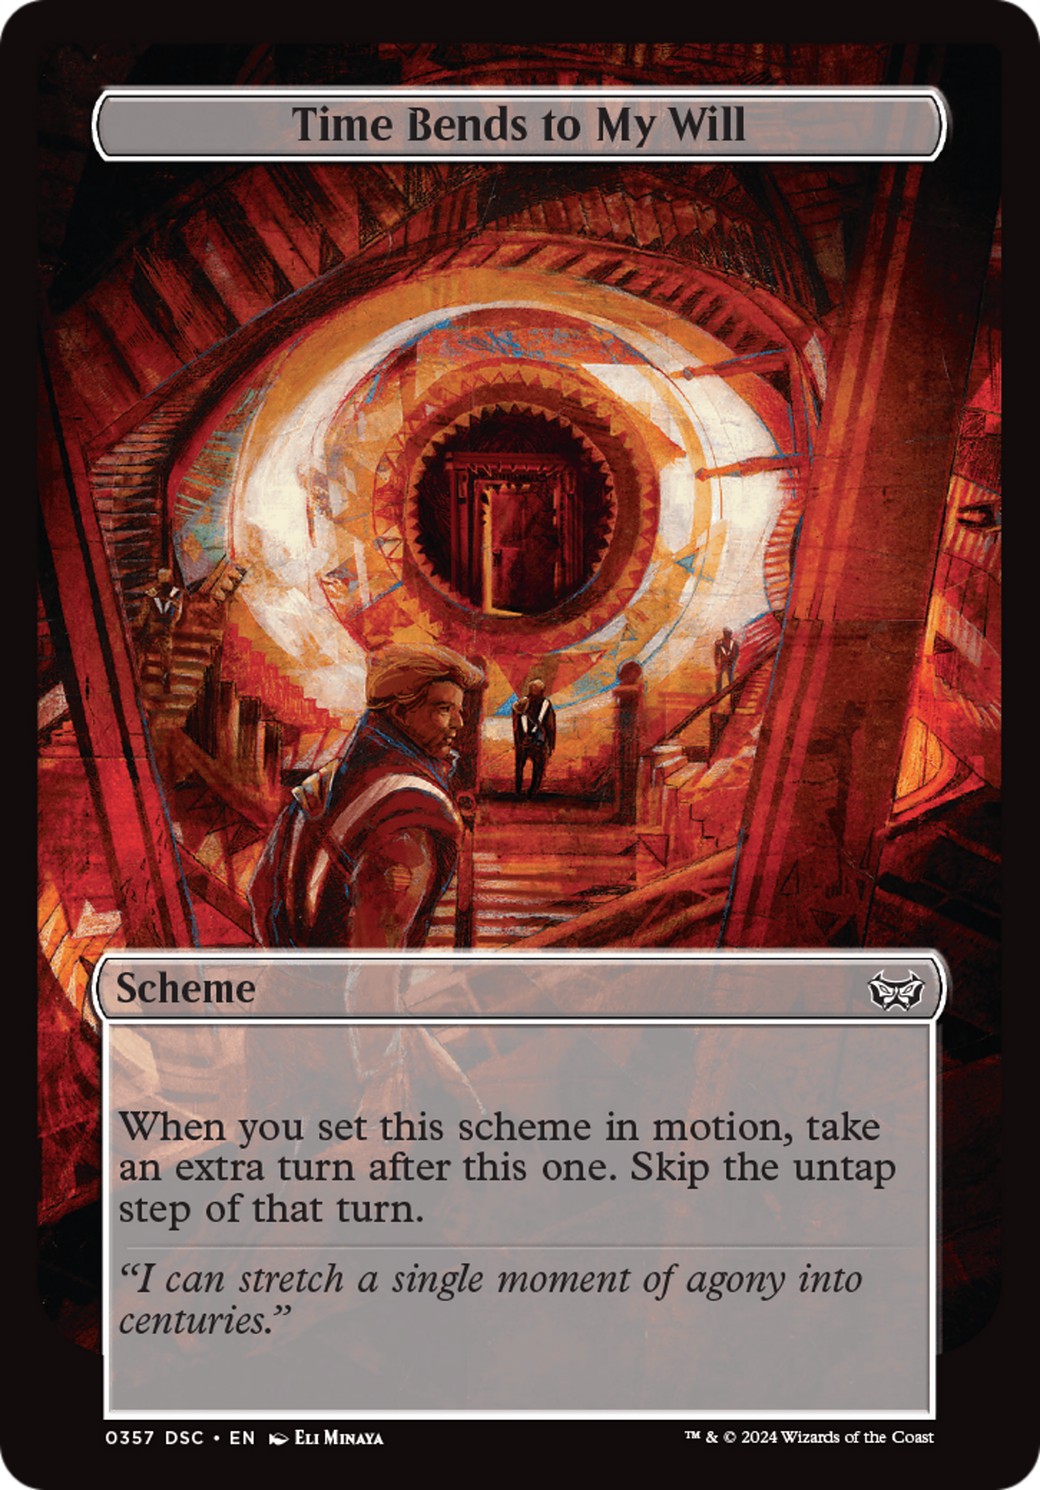 Time Bends to My Will
Scheme
When you set this scheme in motion, take
an extra turn after this one. Skip the untap
step of that turn.
“I can stretch a single moment of agony into
centuries.”
0357 DSC • EN Eli Minaya
™ & © 2024 Wizards of the Coast